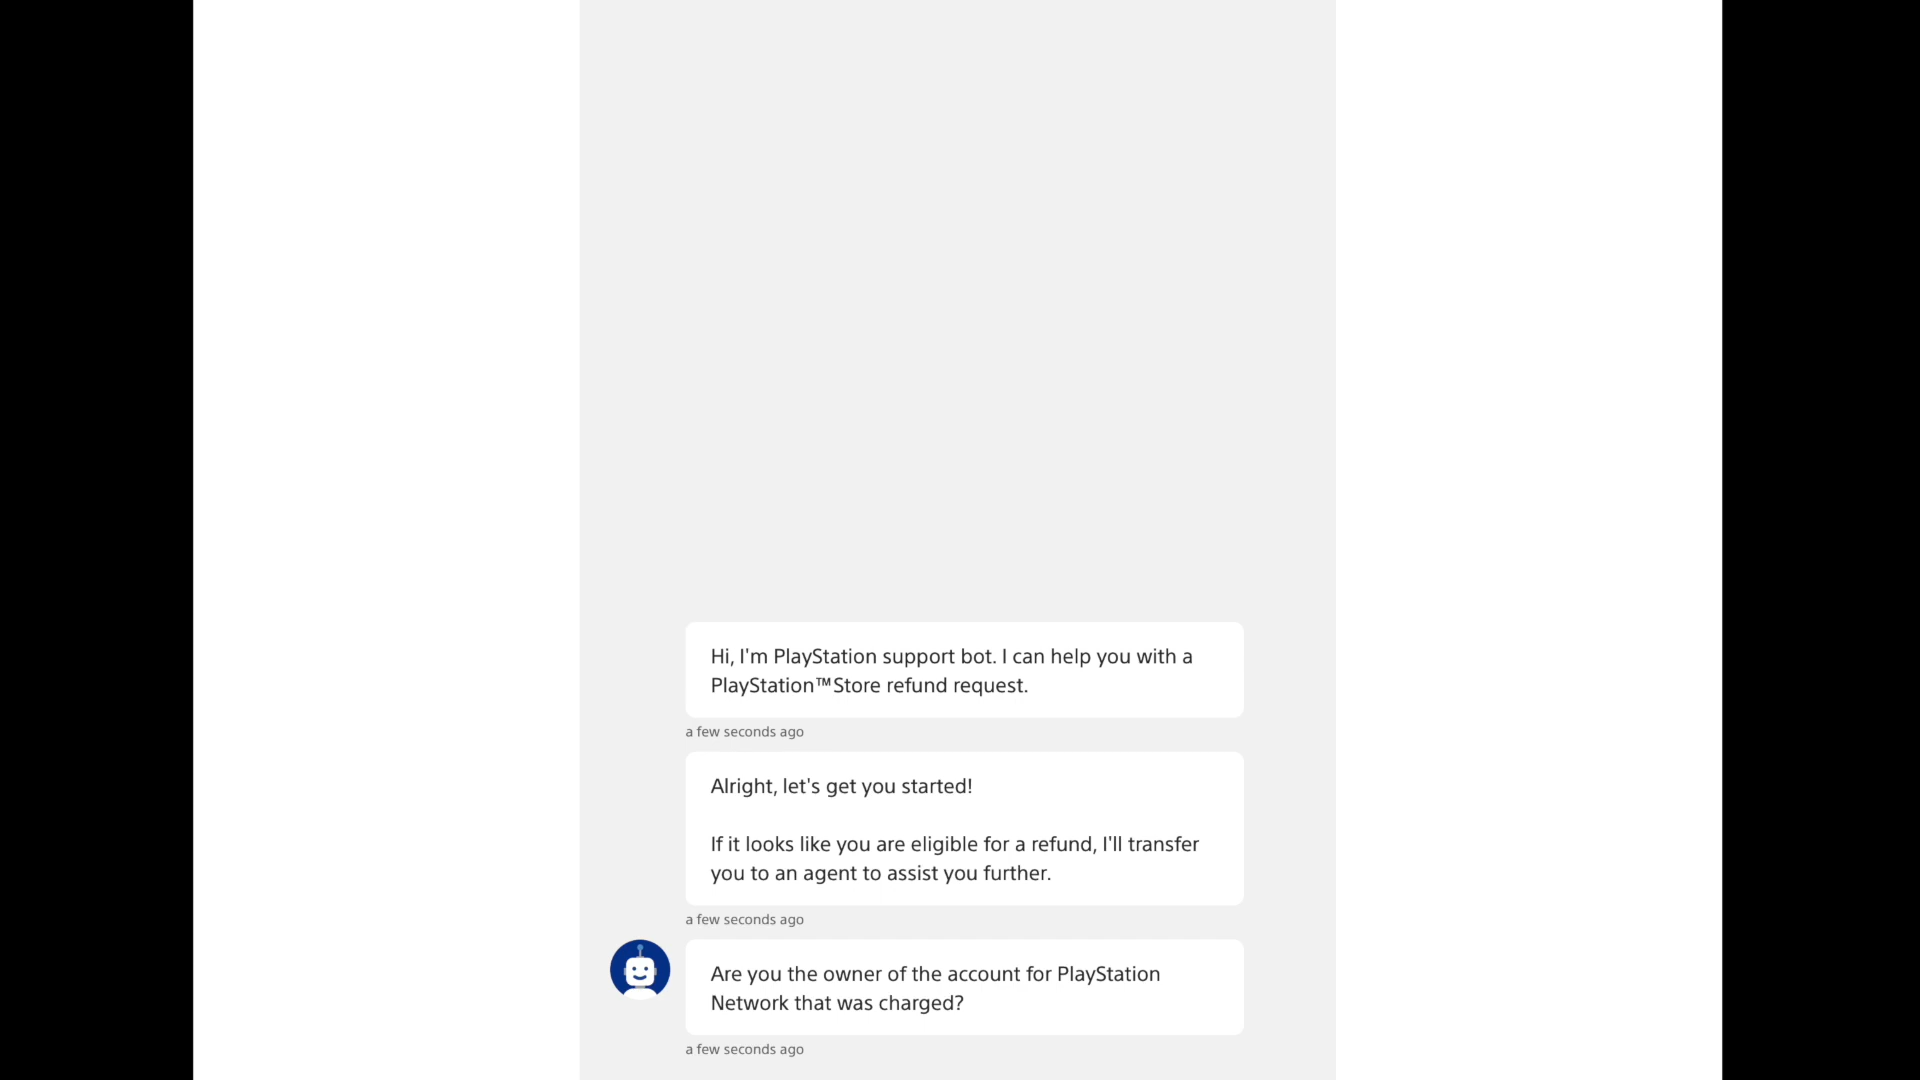 Hi, I'm PlayStation support bot. I can help you with a
PlayStation™Store refund request.
a few seconds ago
Alright, let's get you started!
If it looks like you are eligible for a refund, I'll transfer
you to an agent to assist you further.
a few seconds ago
Are you the owner of the account for PlayStation
Network that was charged?
a few seconds ago